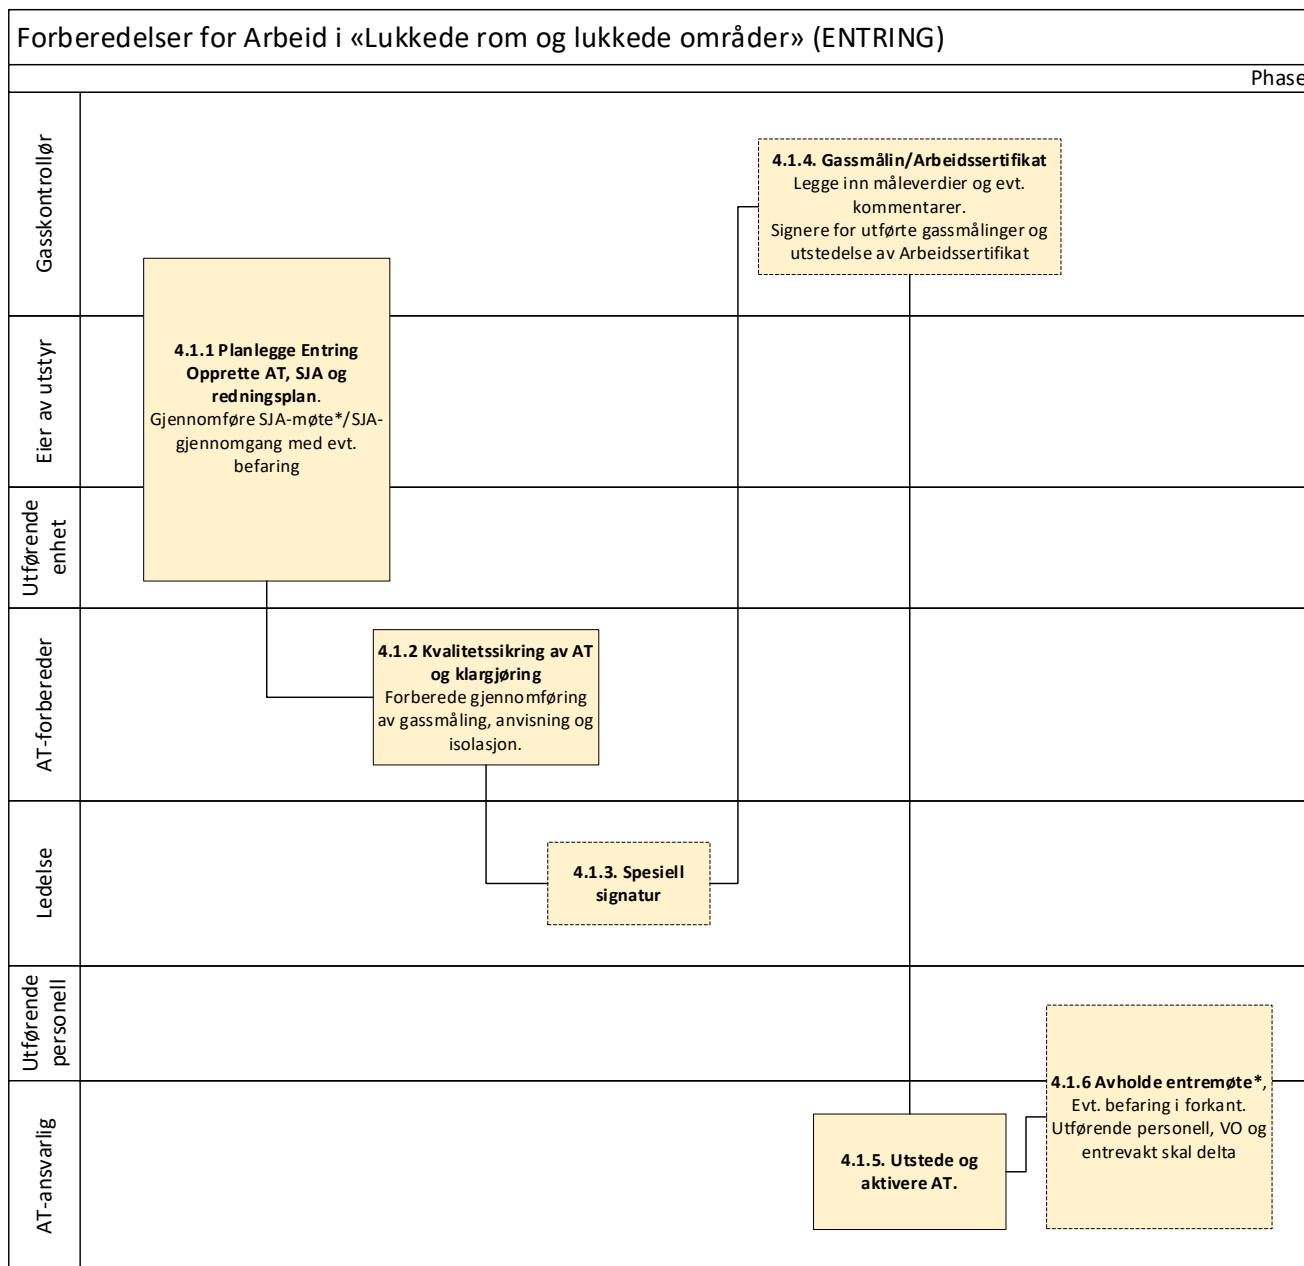 Forberedelser for Arbeid i «Lukkede rom og lukkede områder» (ENTRING)
Phase
Gasskontrollør
4.1.4. Gassmålin/Arbeidssertifikat
Legge inn måleverdier og evt.
kommentarer.
Signere for utførte gassmålinger og
utstedelse av Arbeidssertifikat
Eier av utstyr
4.1.1 Planlegge Entring
Opprette AT, SJA og
redningsplan.
Gjennomføre SJA-møte*/SJA-
gjennomgang med evt.
befaring
Utførende
enhet
AT-forbereder
4.1.2 Kvalitetssikring av AT
og klargjøring
Forberede gjennomføring
av gassmåling, anvisning og
isolasjon.
Ledelse
4.1.3. Spesiell
signatur
Utførende
personell
4.1.6 Avholde entremøte*,
Evt. befaring i forkant.
Utførende personell, VO og
entrevakt skal delta
AT-ansvarlig
4.1.5. Utstede og
aktivere AT.